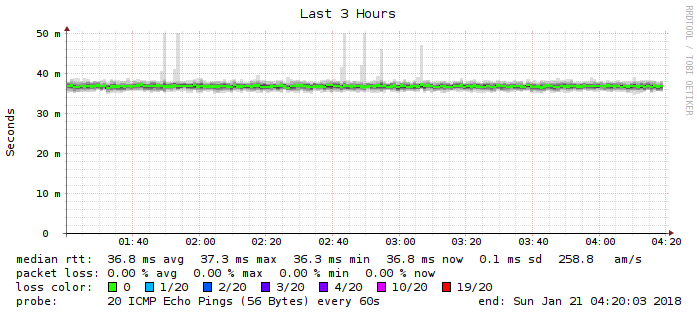 Last 3 Hours
RRDTOOL / TOBI OETIKER
Seconds
50 m
40 m
30 m
20 m
10 m
0
01:40 02:00 02:20 02:40 03:00 03:20 03:40 04:00 04:20
median rtt: 36.8 ms avg 37.3 ms max 36.3 ms min 36.8 ms now 0.1 ms sd 258.8 am/s
packet loss: 0.00 % avg 0.00 % max 0.00 % min 0.00 % now
loss color: 0 1/20 2/20 3/20 4/20 10/20 19/20
probe: 20 ICMP Echo Pings (56 Bytes) every 60s end: Sun Jan 21 04:20:03 2018